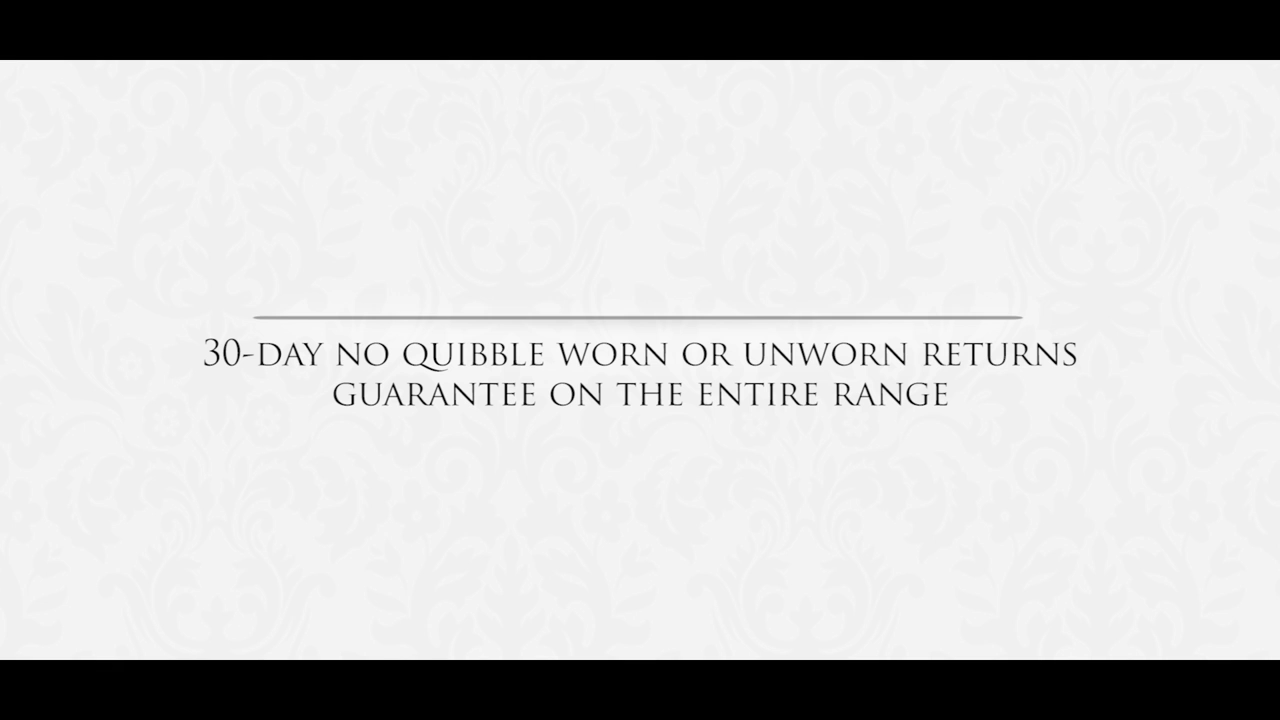 30-DAY NO QUIBBLE WORN OR UNWORN RETURNS
GUARANTEE ON THE ENTIRE RANGE